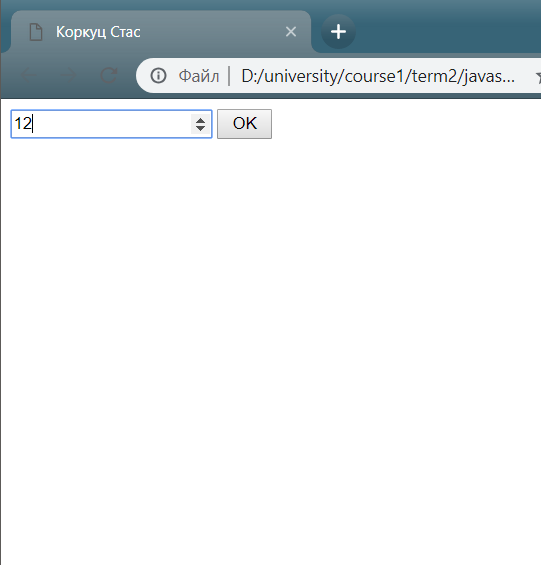 Коркуц Стас
Файл | D:/university/course1/term2/javas...
12 OK